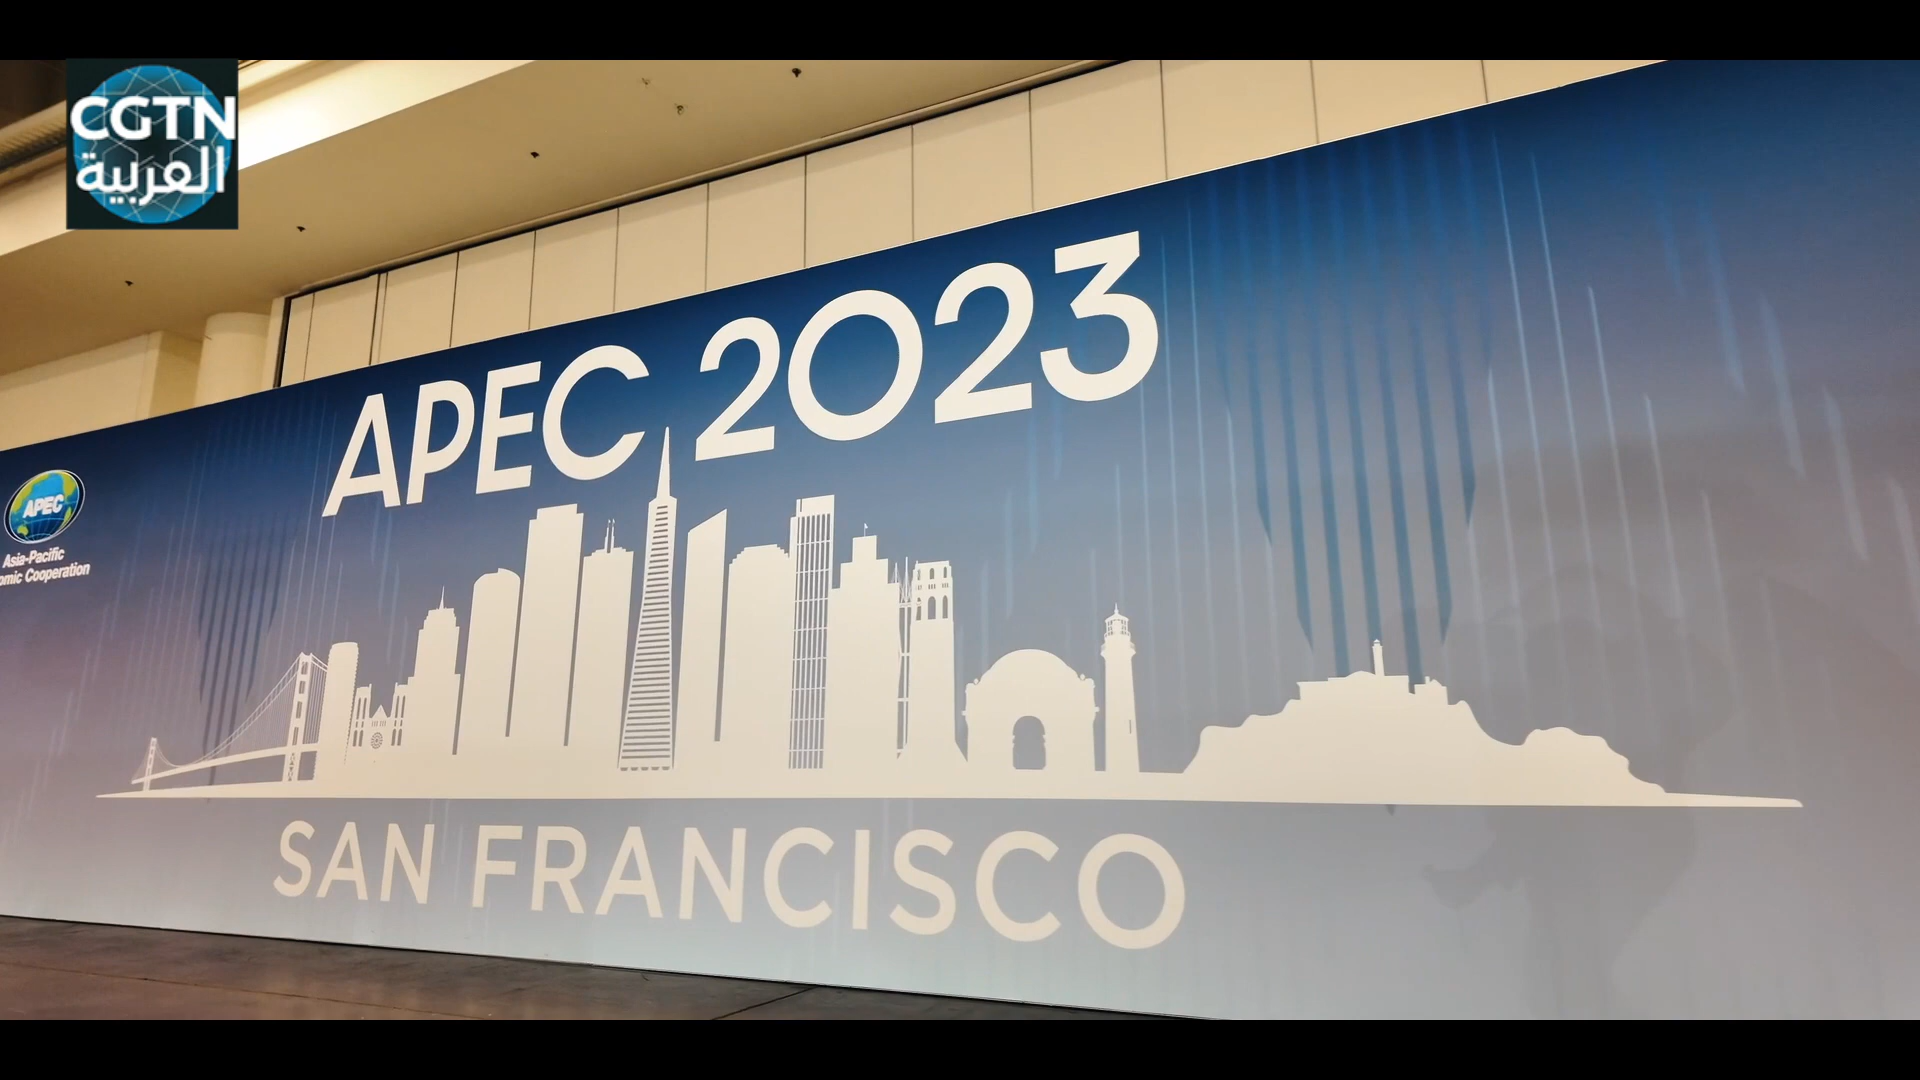 CGTN
العربية
APEC 2023
APEC
Asia-Pacific
omic Cooperation
SAN FRANCISCO